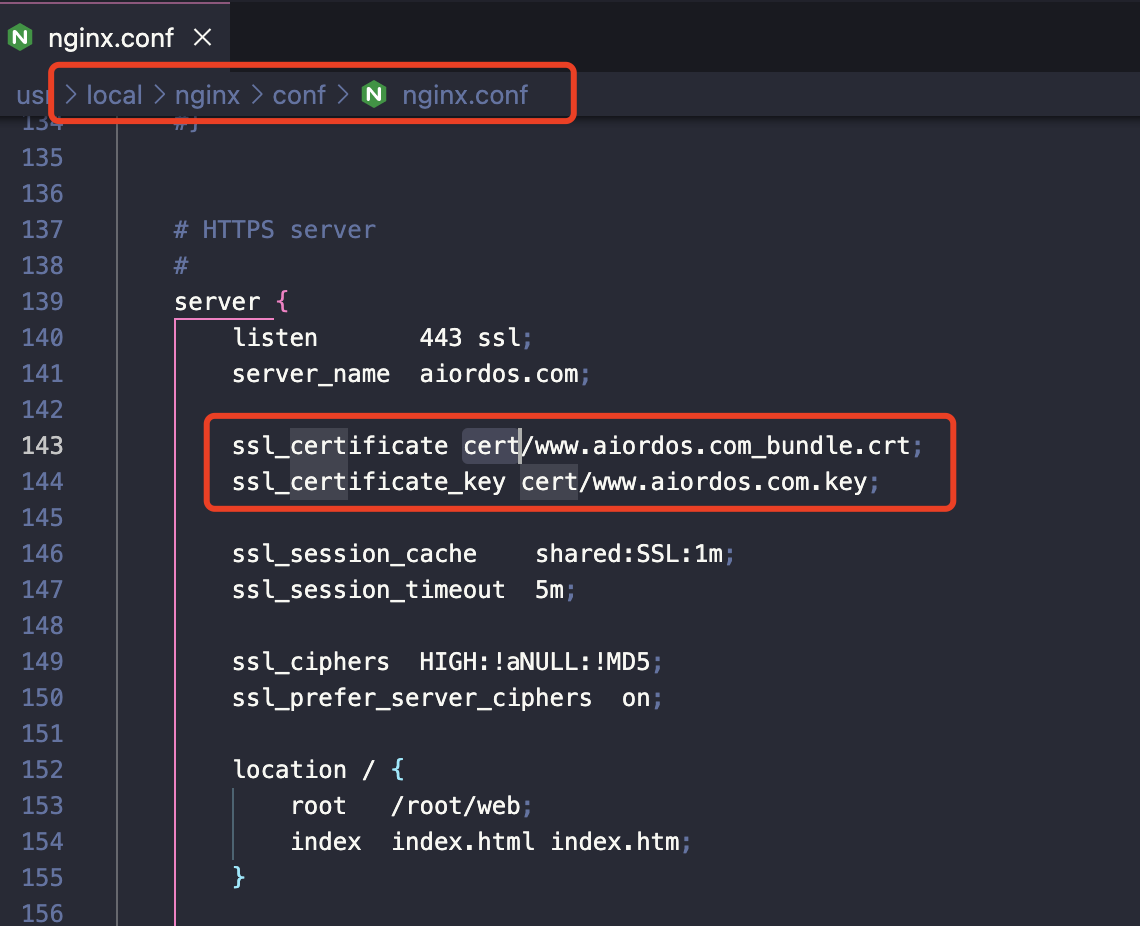 nginx.conf
usr > local > nginx > conf > nginx.conf
134 #}
135
136
137 # HTTPS server
138 #
139 server {
140 listen 443 ssl;
141 server_name aiordos.com;
142
143 ssl_certificate cert/www.aiordos.com_bundle.crt;
144 ssl_certificate_key cert/www.aiordos.com.key;
145
146 ssl_session_cache shared:SSL:1m;
147 ssl_session_timeout 5m;
148
149 ssl_ciphers HIGH:!aNULL:!MD5;
150 ssl_prefer_server_ciphers on;
151
152 location / {
153 root /root/web;
154 index index.html index.htm;
155 }
156